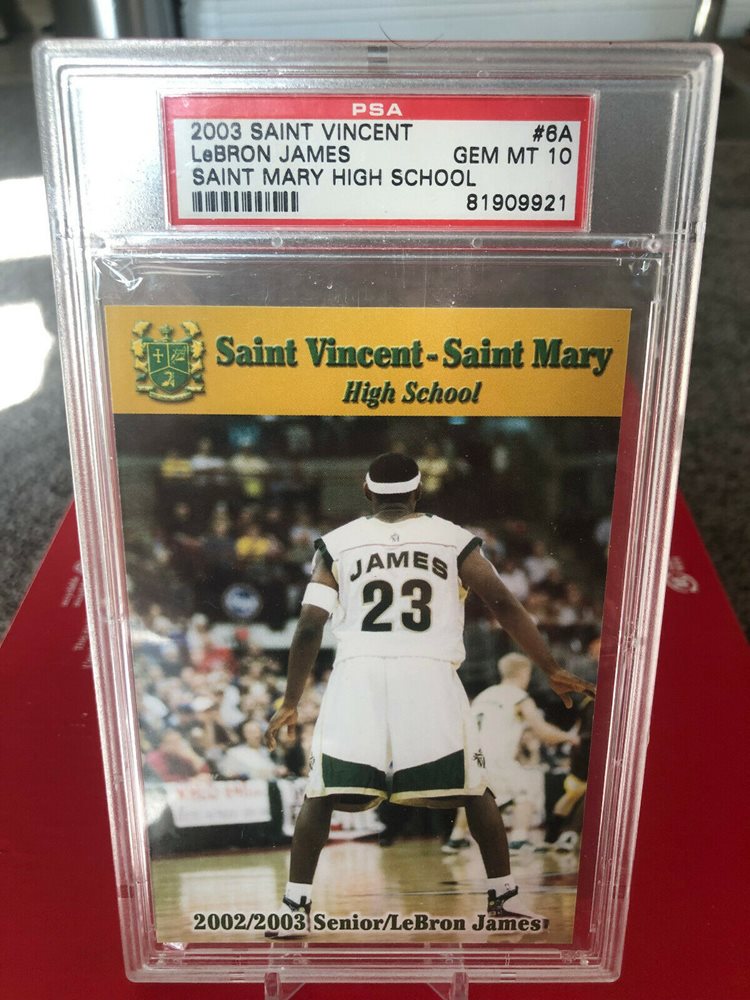 PSA
2003 SAINT VINCENT #6A
LeBRON JAMES GEM MT 10
SAINT MARY HIGH SCHOOL
81909921
Saint Vincent - Saint Mary
High School
JAMES
23
2002/2003 Senior/LeBron James